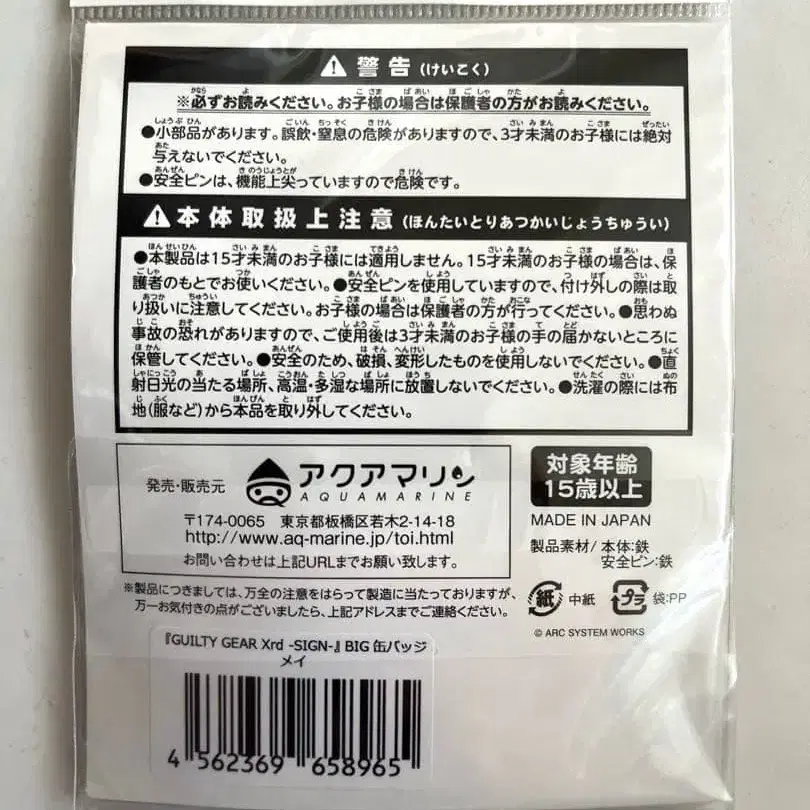 ⚠ 警告（けいこく）
※必ずお読みください。お子様の場合は保護者の方がお読みください。
●小部品があります。誤飲・窒息の危険がありますので、3才未満のお子様には絶対
与えないでください。
●安全ピンは、機能上尖っていますので危険です。
⚠ 本体取扱上注意（ほんたいとりあつかいじょうちゅうい）
●本製品は15才未満のお子様には適用しません。15才未満のお子様の場合は、保
護者のもとでお使いください。●安全ピンを使用していますので、付け外しの際は取
り扱いに注意してください。お子様の場合は保護者の方が行ってください。●思わぬ
事故の恐れがありますので、ご使用後は3才未満のお子様の手の届かないところに
保管してください。●安全のため、破損、変形したものを使用しないでください。●直
射日光の当たる場所、高温・多湿な場所に放置しないでください。●洗濯の際には布
地（服など）から本品を取り外してください。
発売・販売元
アクアマリン
AQUAMARINE
〒174-0065 東京都板橋区若木2-14-18
http://www.aq-marine.jp/toi.html
お問い合わせは上記URLまでお願い致します。
対象年齢
15歳以上
MADE IN JAPAN
製品素材/本体:鉄
安全ピン:鉄
※製品につきましては、万全の注意をはらって製造に当たっておりますが、
万一お気付きの点がございましたら、上記アドレスまでご連絡ください。
紙 中紙
プラ 袋:PP
© ARC SYSTEM WORKS
『GUILTY GEAR Xrd -SIGN-』 BIG 缶バッジ
メイ
4 562369 658965